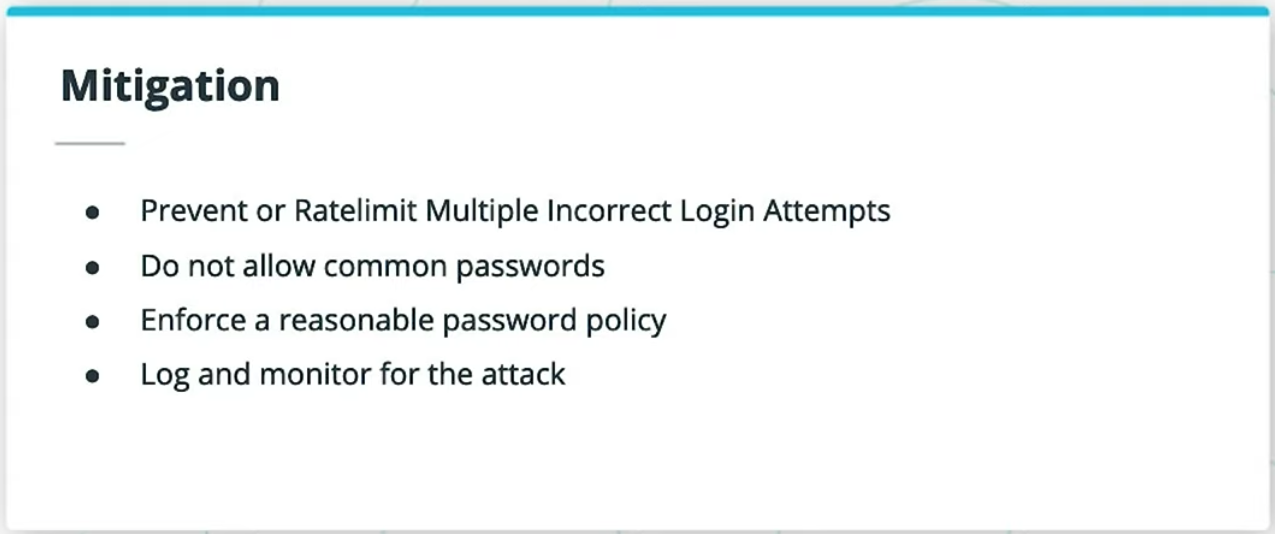 Mitigation
● Prevent or Ratelimit Multiple Incorrect Login Attempts
● Do not allow common passwords
● Enforce a reasonable password policy
● Log and monitor for the attack